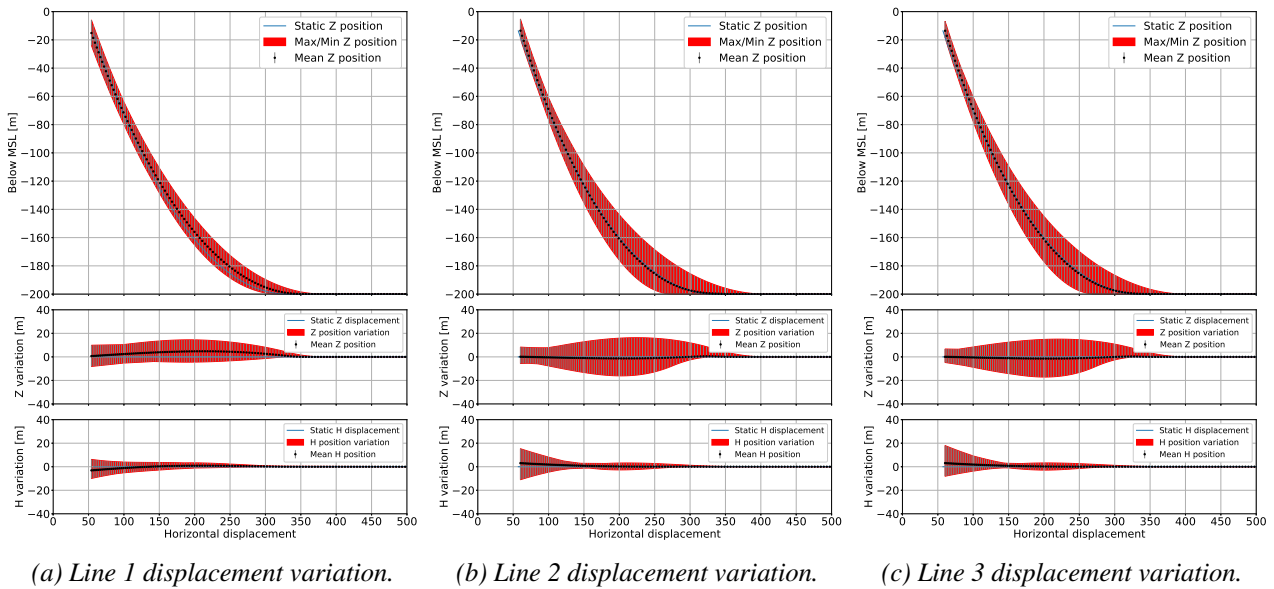 0
−20
−40
−60
−80
−100
−120
−140
−160
−180
−200
Below MSL [m]
Static Z position
Max/Min Z position
Mean Z position
40
20
0
−20
−40
Z variation [m]
Static Z displacement
Z position variation
Mean Z position
40
20
0
−20
−40
H variation [m]
Static H displacement
H position variation
Mean H position
0 50 100 150 200 250 300 350 400 450 500
Horizontal displacement
(a) Line 1 displacement variation.
0
−20
−40
−60
−80
−100
−120
−140
−160
−180
−200
Below MSL [m]
Static Z position
Max/Min Z position
Mean Z position
40
20
0
−20
−40
Z variation [m]
Static Z displacement
Z position variation
Mean Z position
40
20
0
−20
−40
H variation [m]
Static H displacement
H position variation
Mean H position
0 50 100 150 200 250 300 350 400 450 500
Horizontal displacement
(b) Line 2 displacement variation.
0
−20
−40
−60
−80
−100
−120
−140
−160
−180
−200
Below MSL [m]
Static Z position
Max/Min Z position
Mean Z position
40
20
0
−20
−40
Z variation [m]
Static Z displacement
Z position variation
Mean Z position
40
20
0
−20
−40
H variation [m]
Static H displacement
H position variation
Mean H position
0 50 100 150 200 250 300 350 400 450 500
Horizontal displacement
(c) Line 3 displacement variation.